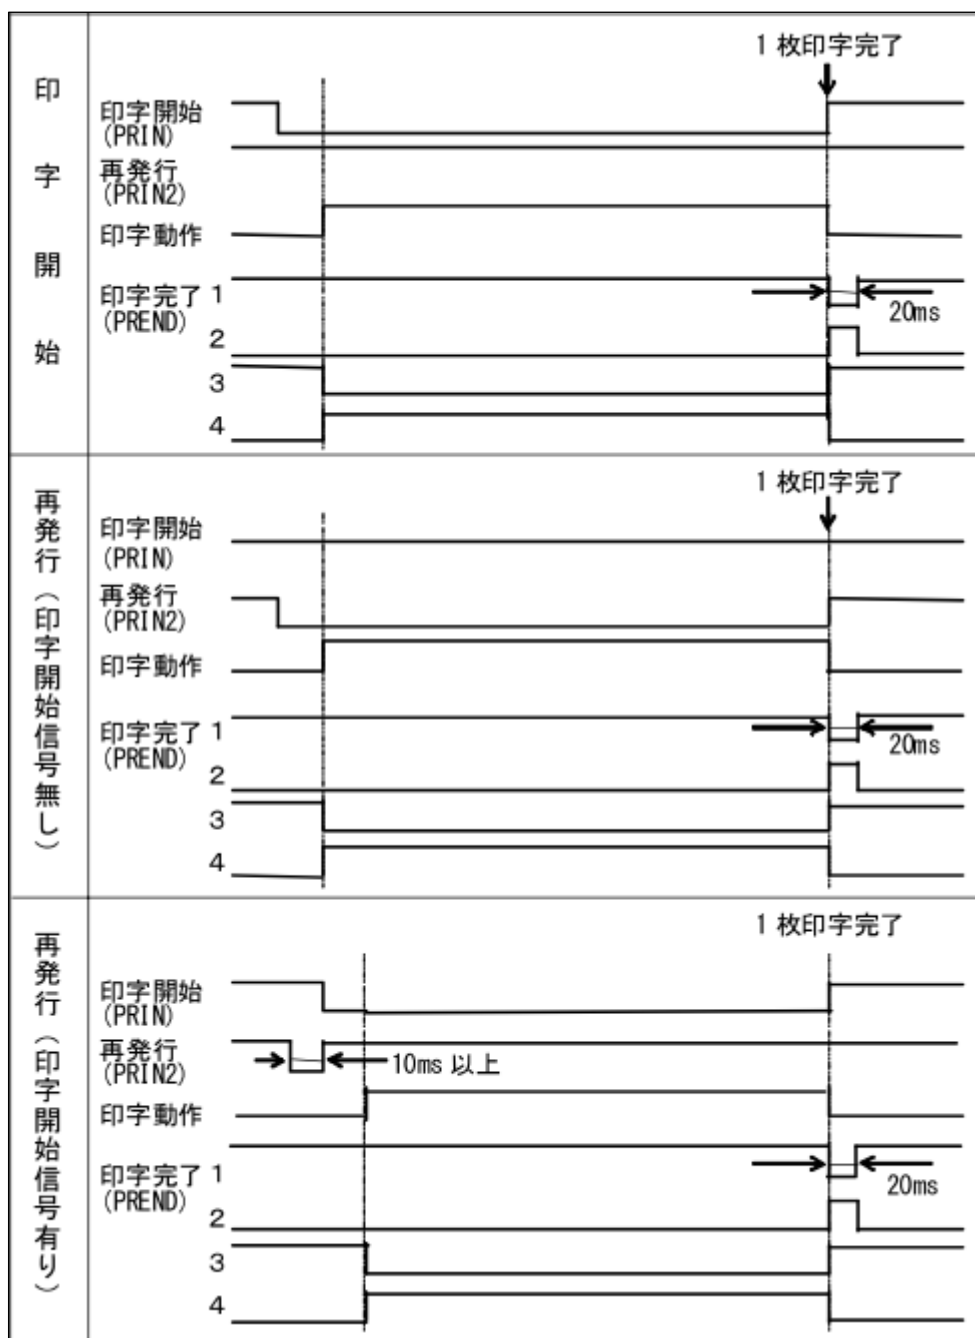 印字開始
1枚印字完了
印字開始
(PRIN)
再発行
(PRIN2)
印字動作
印字完了 1
(PREND)
20ms
2
3
4
再発行(印字開始信号無し)
1枚印字完了
印字開始
(PRIN)
再発行
(PRIN2)
印字動作
印字完了 1
(PREND)
20ms
2
3
4
再発行(印字開始信号有り)
1枚印字完了
印字開始
(PRIN)
再発行
(PRIN2)
10ms 以上
印字動作
印字完了 1
(PREND)
20ms
2
3
4